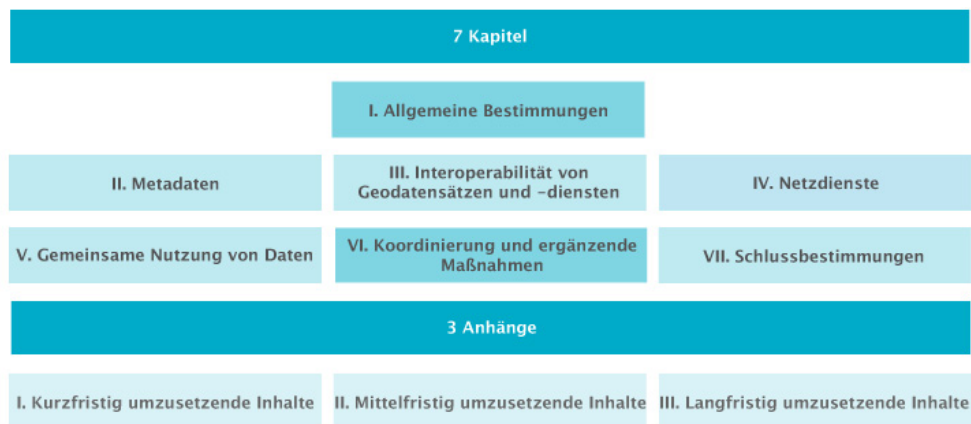 7 Kapitel
I. Allgemeine Bestimmungen
II. Metadaten
III. Interoperabilität von
Geodatensätzen und -diensten
IV. Netzdienste
V. Gemeinsame Nutzung von Daten
VI. Koordinierung und ergänzende
Maßnahmen
VII. Schlussbestimmungen
3 Anhänge
I. Kurzfristig umzusetzende Inhalte
II. Mittelfristig umzusetzende Inhalte
III. Langfristig umzusetzende Inhalte